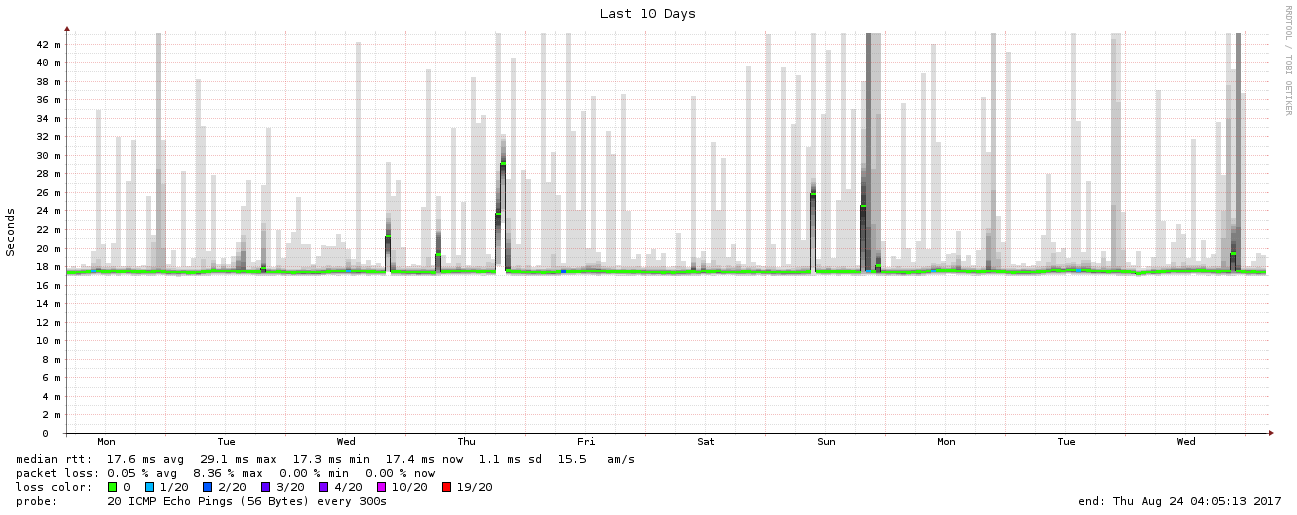 Last 10 Days
RRDTOOL / TOBI OETIKER
Seconds
42 m
40 m
38 m
36 m
34 m
32 m
30 m
28 m
26 m
24 m
22 m
20 m
18 m
16 m
14 m
12 m
10 m
8 m
6 m
4 m
2 m
0
Mon Tue Wed Thu Fri Sat Sun Mon Tue Wed
median rtt: 17.6 ms avg 29.1 ms max 17.3 ms min 17.4 ms now 1.1 ms sd 15.5 am/s
packet loss: 0.05 % avg 8.36 % max 0.00 % min 0.00 % now
loss color: 0 1/20 2/20 3/20 4/20 10/20 19/20
probe: 20 ICMP Echo Pings (56 Bytes) every 300s end: Thu Aug 24 04:05:13 2017